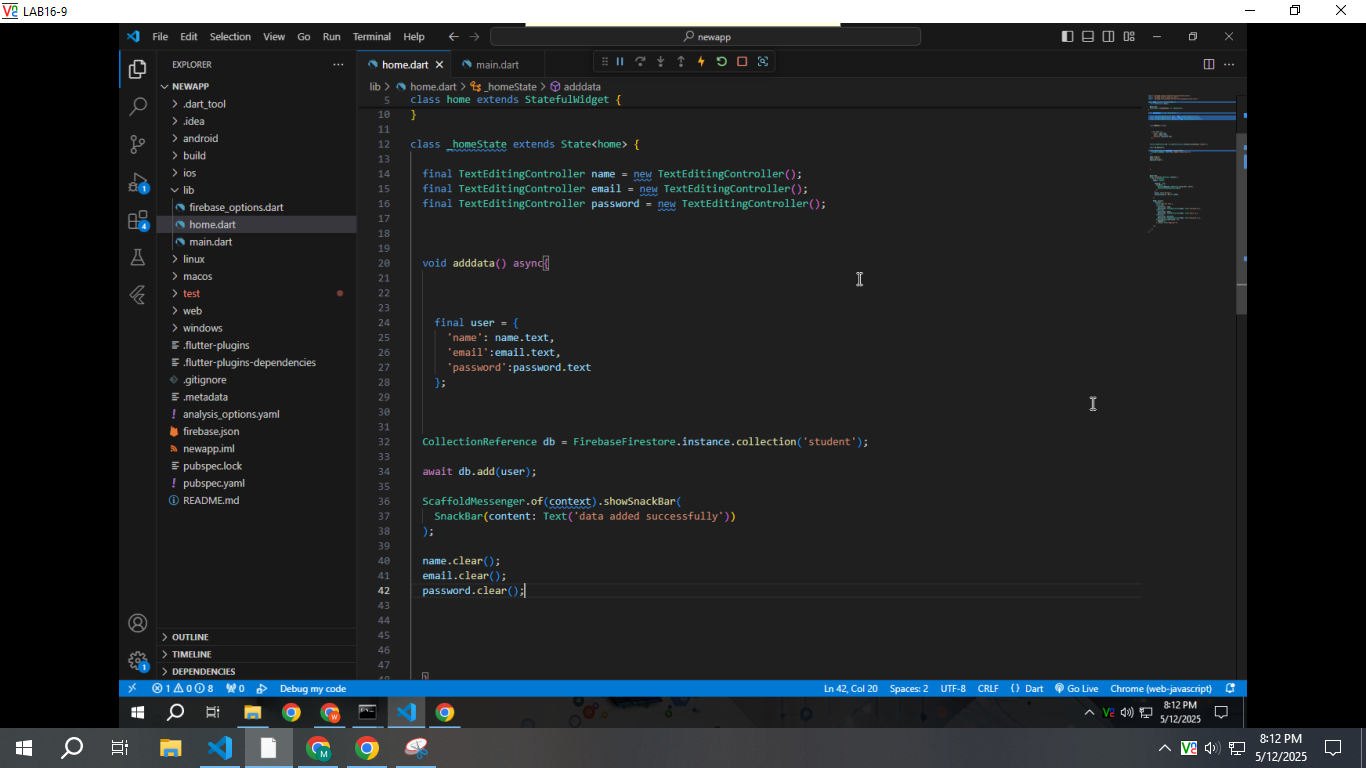 LAB16-9
File Edit Selection View Go Run Terminal Help
newapp
EXPLORER
NEWAPP
.dart_tool
.idea
android
build
ios
lib
firebase_options.dart
home.dart
main.dart
linux
macos
test
web
windows
.flutter-plugins
.flutter-plugins-dependencies
.gitignore
.metadata
analysis_options.yaml
firebase.json
newapp.iml
pubspec.lock
pubspec.yaml
README.md
OUTLINE
TIMELINE
DEPENDENCIES
1
4
1
home.dart
main.dart
lib > home.dart > _homeState > adddata
5 class home extends StatefulWidget {
10 }
11
12 class _homeState extends State<home> {
13
14 final TextEditingController name = new TextEditingController();
15 final TextEditingController email = new TextEditingController();
16 final TextEditingController password = new TextEditingController();
17
18
19
20 void adddata() async{
21
22
23
24 final user = {
25 'name': name.text,
26 'email':email.text,
27 'password':password.text
28 };
29
30
31
32 CollectionReference db = FirebaseFirestore.instance.collection('student');
33
34 await db.add(user);
35
36 ScaffoldMessenger.of(context).showSnackBar(
37 SnackBar(content: Text('data added successfully'))
38 );
39
40 name.clear();
41 email.clear();
42 password.clear();
43
44
45
46
47
1 0 8 0 Debug my code Ln 42, Col 20 Spaces: 2 UTF-8 CRLF {} Dart Go Live Chrome (web-javascript)
8:12 PM
5/12/2025
8:12 PM
5/12/2025